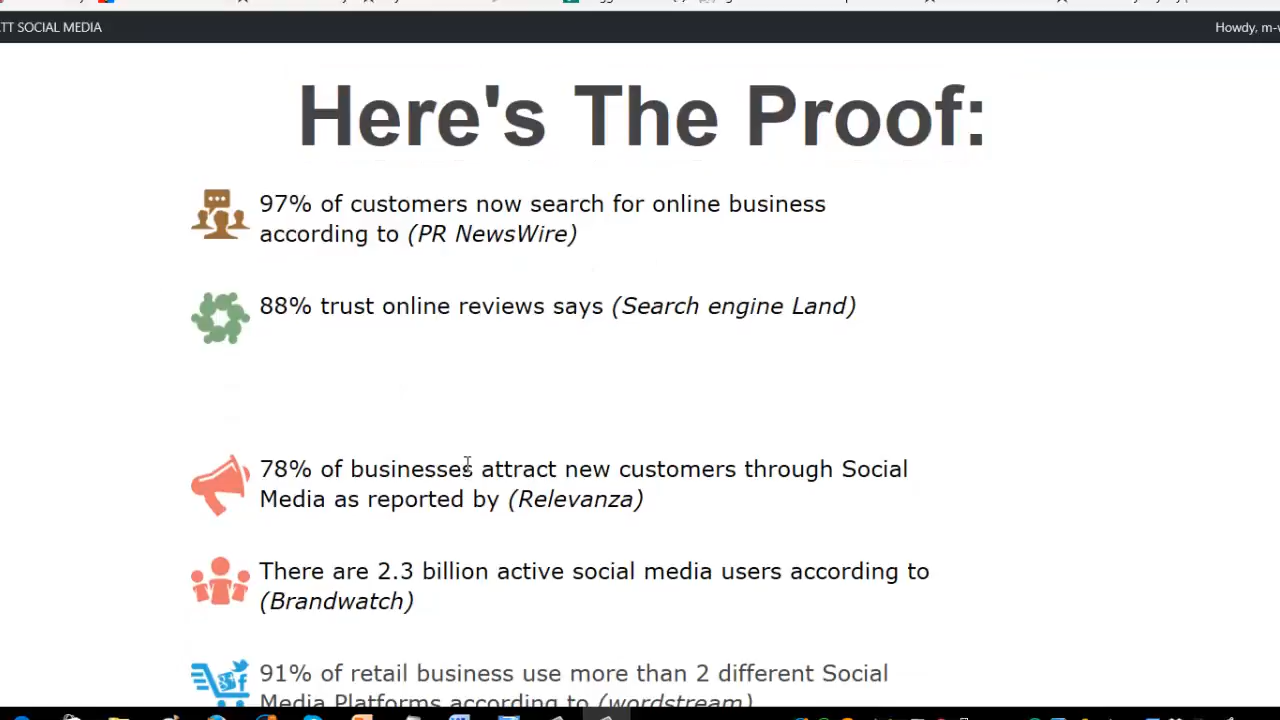 TT SOCIAL MEDIA
Howdy, m-
Here's The Proof:
97% of customers now search for online business
according to (PR NewsWire)
88% trust online reviews says (Search engine Land)
78% of businesses attract new customers through Social
Media as reported by (Relevanza)
There are 2.3 billion active social media users according to
(Brandwatch)
91% of retail business use more than 2 different Social
Media Platforms according to (wordstream)